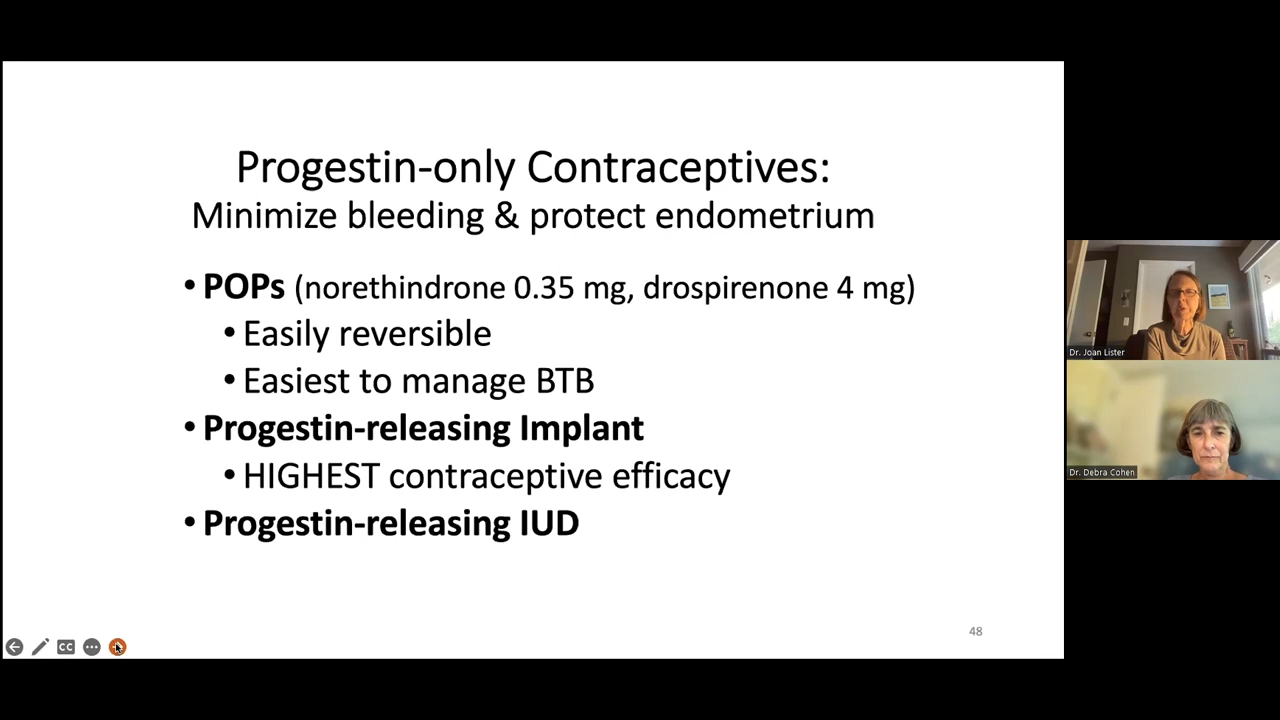 Progestin-only Contraceptives:
Minimize bleeding & protect endometrium
• POPs (norethindrone 0.35 mg, drospirenone 4 mg)
• Easily reversible
• Easiest to manage BTB
• Progestin-releasing Implant
• HIGHEST contraceptive efficacy
• Progestin-releasing IUD
48
CC
Dr. Joan Lister
Dr. Debra Cohen